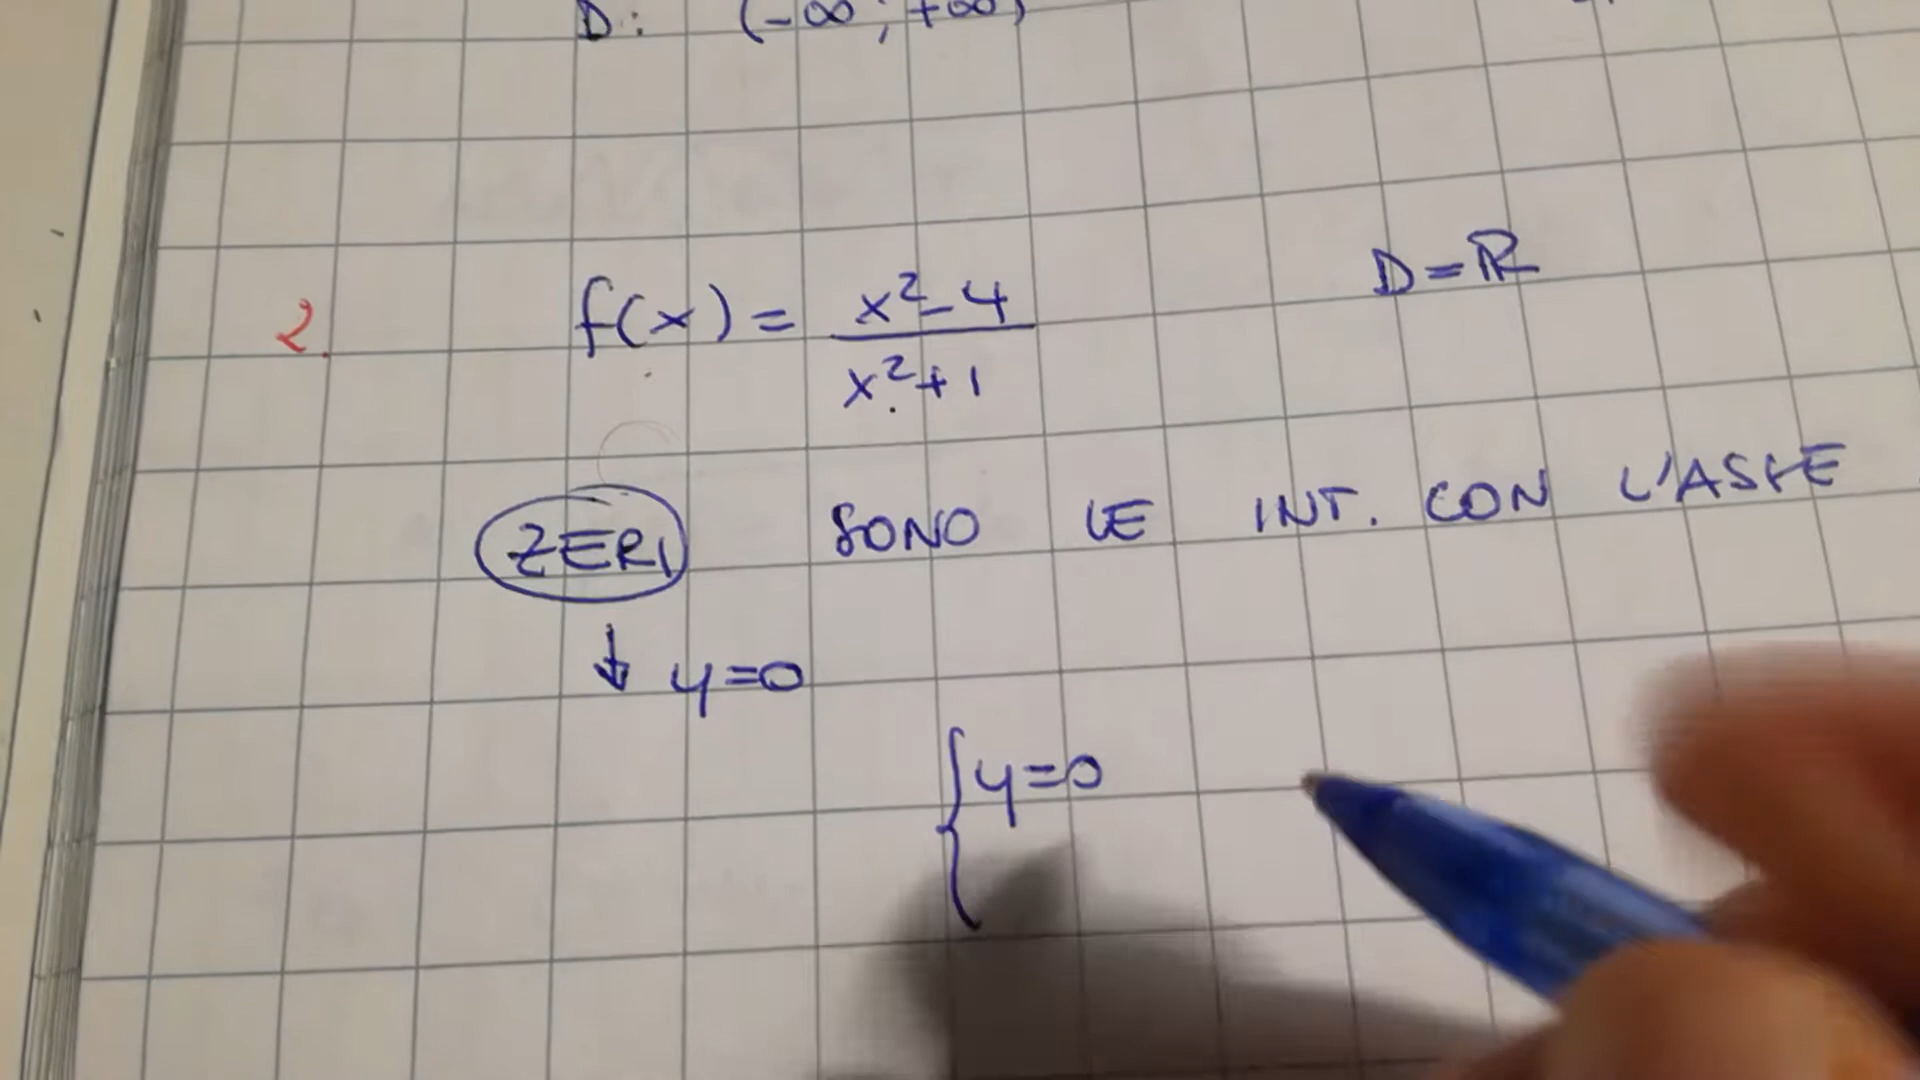 D: (-∞ ; +∞)
2. f(x) = x²-4 / x²+1 D=ℝ
ZERI SONO LE INT. CON L'ASSE
↓ y=0
{ y=0